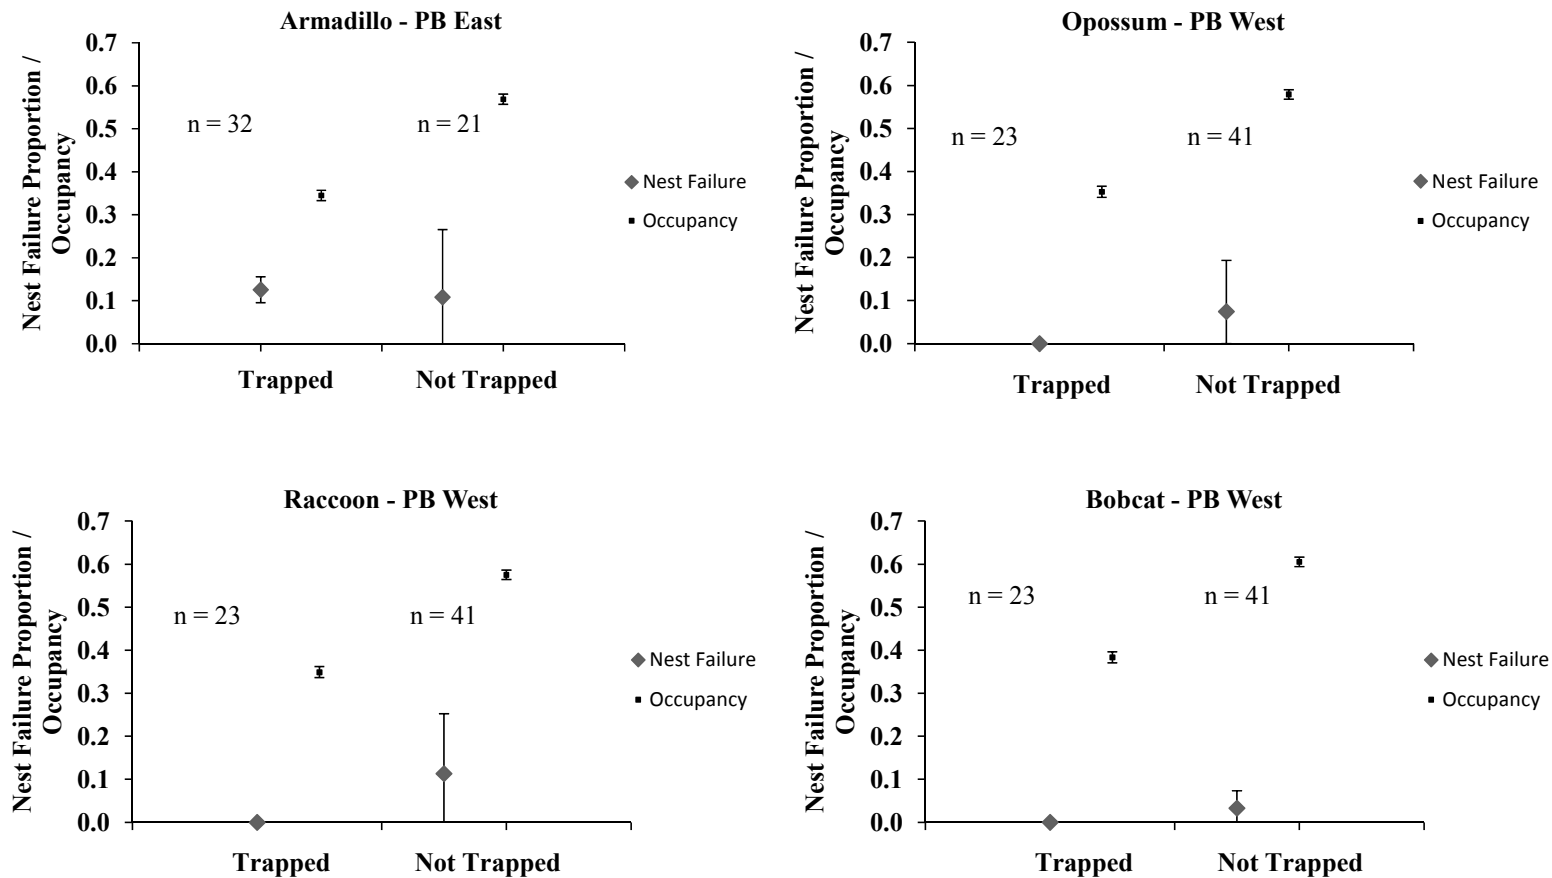 Armadillo - PB East
Nest Failure Proportion /
Occupancy
0.7
0.6
0.5
0.4
0.3
0.2
0.1
0.0
n = 32
n = 21
Nest Failure
Occupancy
Trapped
Not Trapped
Opossum - PB West
Nest Failure Proportion /
Occupancy
0.7
0.6
0.5
0.4
0.3
0.2
0.1
0.0
n = 23
n = 41
Nest Failure
Occupancy
Trapped
Not Trapped
Raccoon - PB West
Nest Failure Proportion /
Occupancy
0.7
0.6
0.5
0.4
0.3
0.2
0.1
0.0
n = 23
n = 41
Nest Failure
Occupancy
Trapped
Not Trapped
Bobcat - PB West
Nest Failure Proportion /
Occupancy
0.7
0.6
0.5
0.4
0.3
0.2
0.1
0.0
n = 23
n = 41
Nest Failure
Occupancy
Trapped
Not Trapped